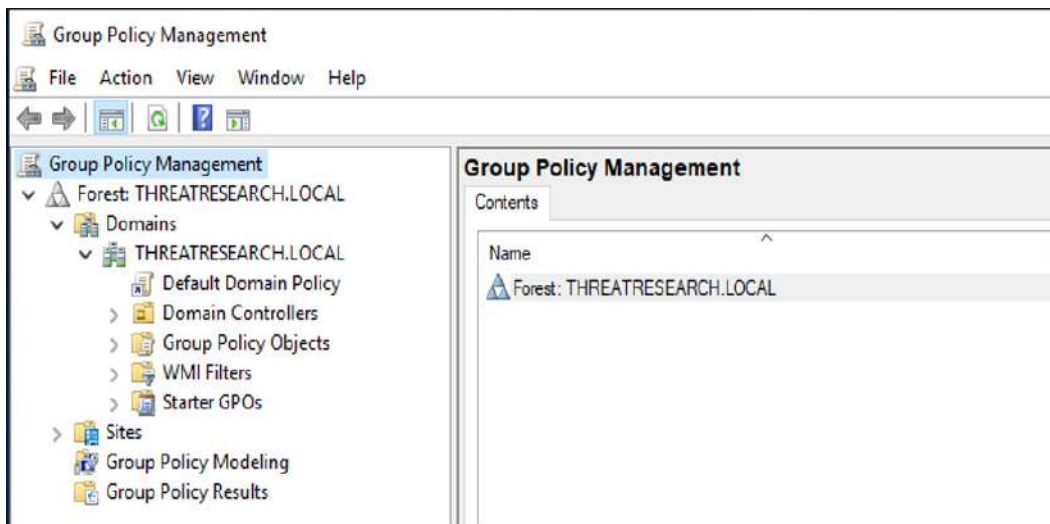 Group Policy Management
File Action View Window Help
Group Policy Management
Forest: THREATRESEARCH.LOCAL
Domains
THREATRESEARCH.LOCAL
Default Domain Policy
Domain Controllers
Group Policy Objects
WMI Filters
Starter GPOs
Sites
Group Policy Modeling
Group Policy Results
Group Policy Management
Contents
Name
Forest: THREATRESEARCH.LOCAL